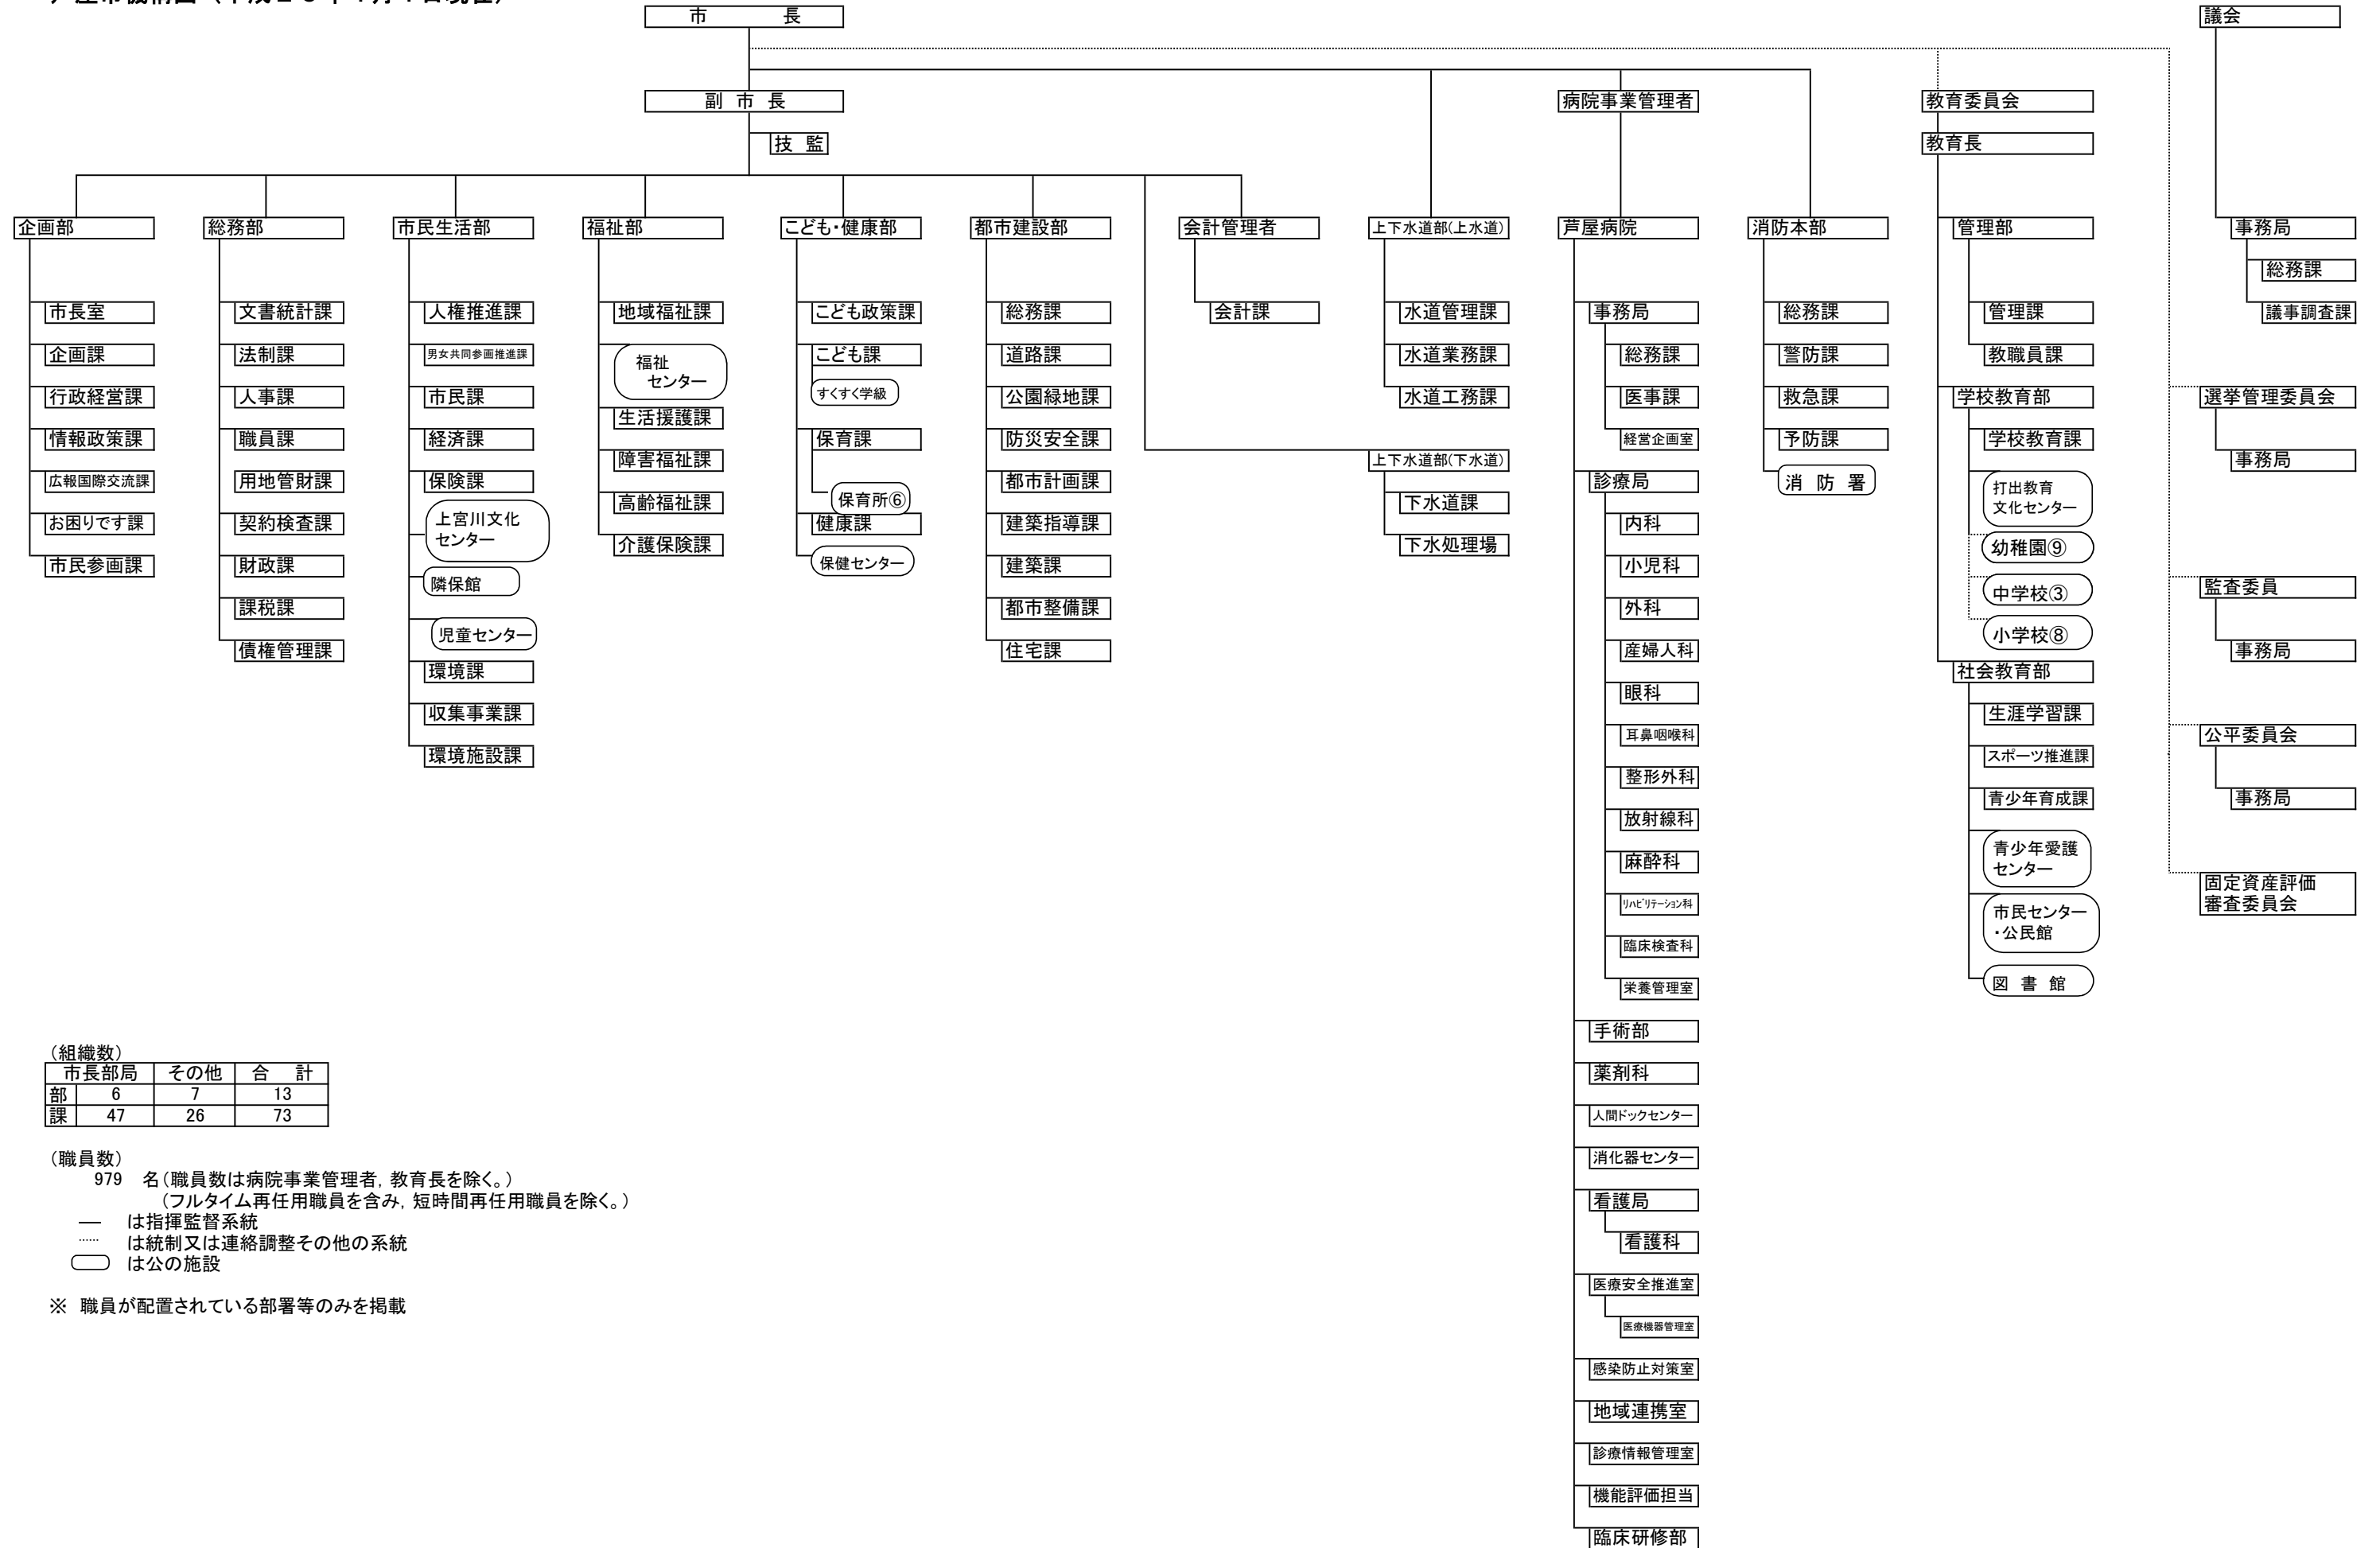 市 長
議会
副 市 長
病院事業管理者
教育委員会
技 監
教育長
企画部
総務部
市民生活部
福祉部
こども・健康部
都市建設部
会計管理者
上下水道部(上水道)
芦屋病院
消防本部
管理部
事務局
総務課
市長室
文書統計課
人権推進課
地域福祉課
こども政策課
総務課
会計課
水道管理課
事務局
総務課
管理課
議事調査課
企画課
法制課
男女共同参画推進課
福祉
センター
こども課
道路課
水道業務課
総務課
警防課
教職員課
行政経営課
人事課
市民課
すくすく学級
公園緑地課
水道工務課
医事課
救急課
学校教育部
選挙管理委員会
生活援護課
情報政策課
職員課
経済課
保育課
防災安全課
経営企画室
予防課
学校教育課
障害福祉課
上下水道部(下水道)
事務局
広報国際交流課
用地管財課
保険課
保育所⑥
都市計画課
診療局
消 防 署
打出教育
文化センター
高齢福祉課
下水道課
お困りです課
契約検査課
上宮川文化
センター
健康課
建築指導課
内科
介護保険課
下水処理場
幼稚園⑨
市民参画課
財政課
隣保館
保健センター
建築課
小児科
中学校③
監査委員
課税課
都市整備課
外科
児童センター
小学校⑧
債権管理課
住宅課
産婦人科
事務局
環境課
社会教育部
眼科
収集事業課
生涯学習課
耳鼻咽喉科
公平委員会
環境施設課
スポーツ推進課
整形外科
青少年育成課
事務局
放射線科
青少年愛護
センター
麻酔科
固定資産評価
審査委員会
リハビリテーション科
市民センター
・公民館
臨床検査科
栄養管理室
図 書 館
手術部
薬剤科
人間ドックセンター
消化器センター
看護局
看護科
医療安全推進室
医療機器管理室
感染防止対策室
地域連携室
診療情報管理室
機能評価担当
臨床研修部
(組織数)
市長部局 その他 合 計
部 6 7 13
課 47 26 73
(職員数)
979 名(職員数は病院事業管理者, 教育長を除く。)
(フルタイム再任用職員を含み, 短時間再任用職員を除く。)
― は指揮監督系統
…… は統制又は連絡調整その他の系統
は公の施設
※ 職員が配置されている部署等のみを掲載